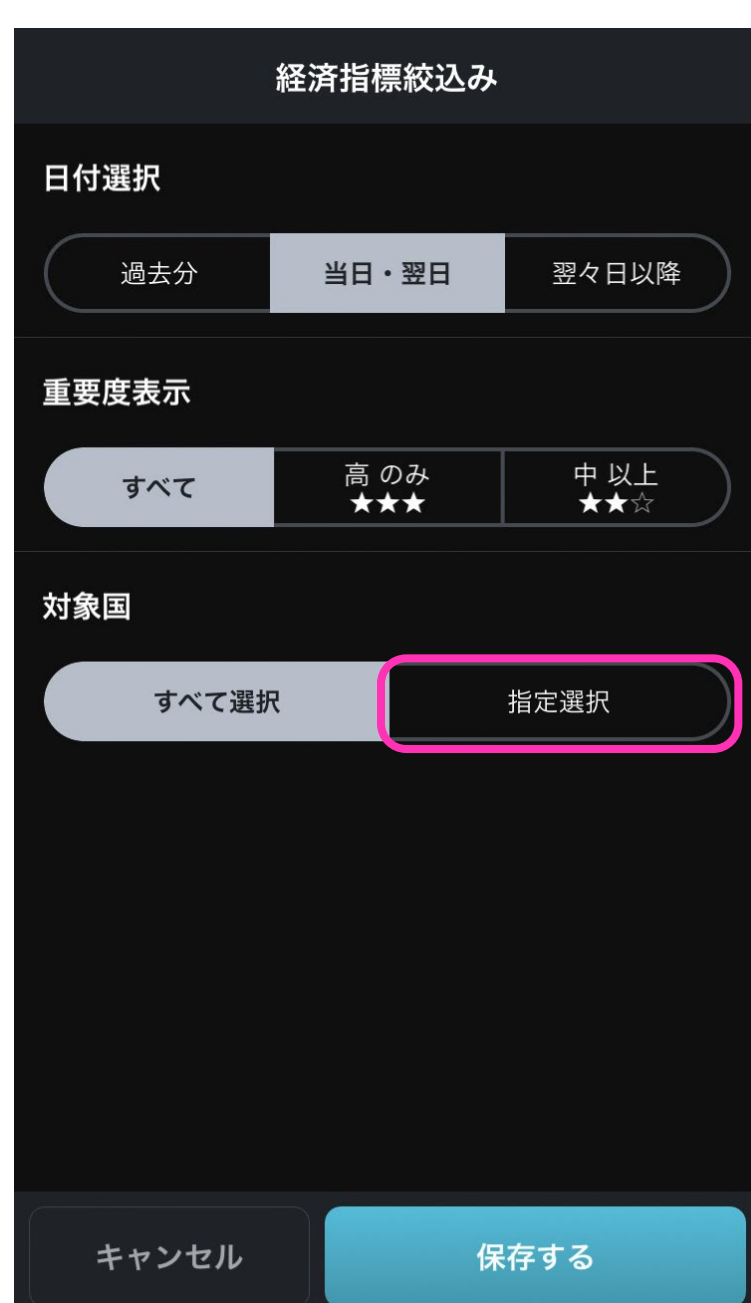 経済指標絞込み
日付選択
過去分 当日・翌日 翌々日以降
重要度表示
すべて 高 のみ 中 以上
★★★ ★★☆
対象国
すべて選択 指定選択
キャンセル 保存する